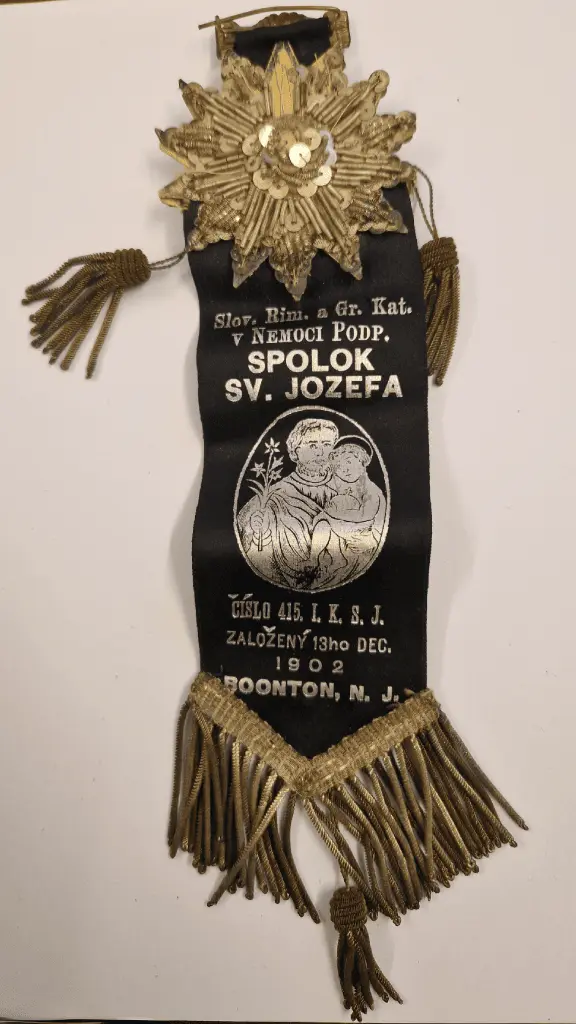 Slov. Rim. a Gr. Kat.
v Nemoci Podp.
SPOLOK
SV. JOZEFA
ČÍSLO 415. I. K. S. J.
ZALOŽENÝ 13ho DEC.
1902
BOONTON, N. J.